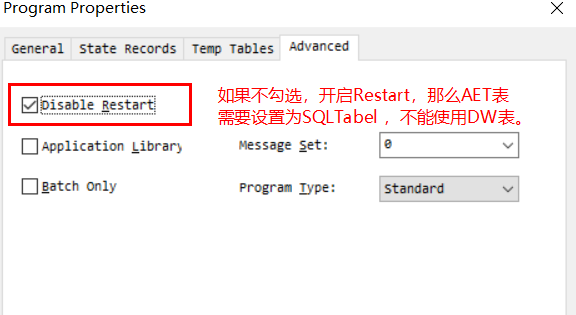 Program Properties
General State Records Temp Tables Advanced
Disable Restart
如果不勾选，开启Restart，那么AET表
需要设置为SQLTabel ，不能使用DW表。
Application Library Message Set: 0
Batch Only Program Type: Standard